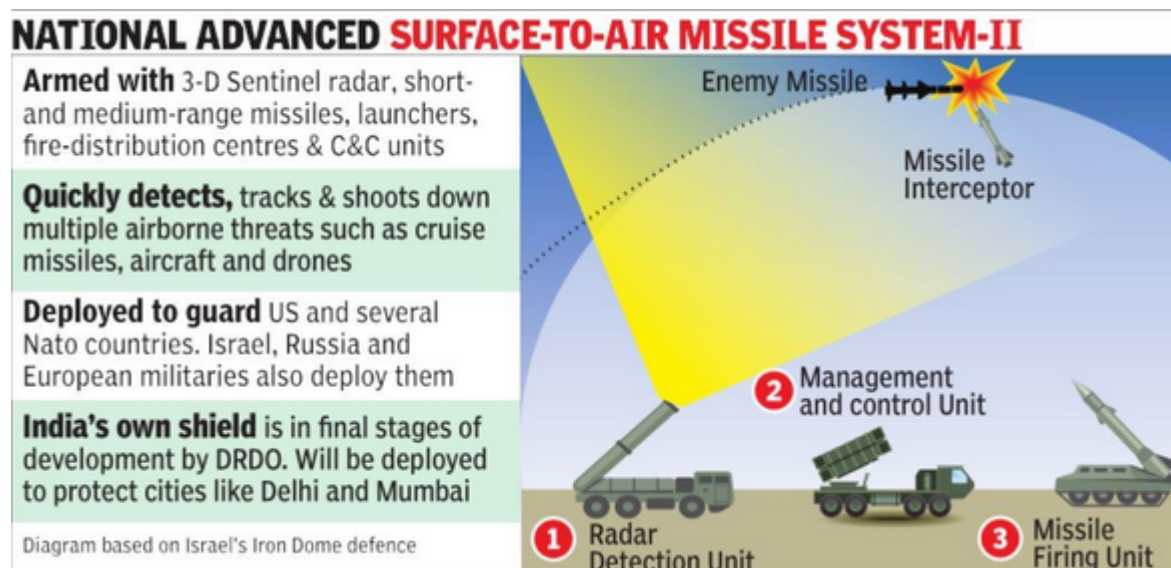 NATIONAL ADVANCED SURFACE-TO-AIR MISSILE SYSTEM-II
Armed with 3-D Sentinel radar, short-
and medium-range missiles, launchers,
fire-distribution centres & C&C units
Quickly detects, tracks & shoots down
multiple airborne threats such as cruise
missiles, aircraft and drones
Deployed to guard US and several
Nato countries. Israel, Russia and
European militaries also deploy them
India's own shield is in final stages of
development by DRDO. Will be deployed
to protect cities like Delhi and Mumbai
Diagram based on Israel's Iron Dome defence
Enemy Missile
Missile
Interceptor
1 Radar
Detection Unit
2 Management
and control Unit
3 Missile
Firing Unit